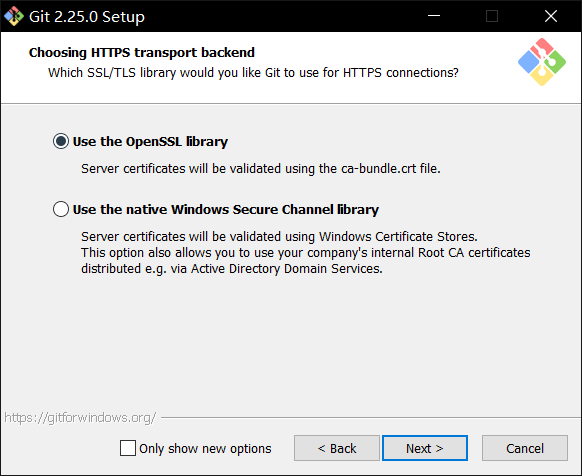 Git 2.25.0 Setup
Choosing HTTPS transport backend
Which SSL/TLS library would you like Git to use for HTTPS connections?
Use the OpenSSL library
Server certificates will be validated using the ca-bundle.crt file.
Use the native Windows Secure Channel library
Server certificates will be validated using Windows Certificate Stores.
This option also allows you to use your company's internal Root CA certificates
distributed e.g. via Active Directory Domain Services.
https://gitforwindows.org/
Only show new options
< Back
Next >
Cancel